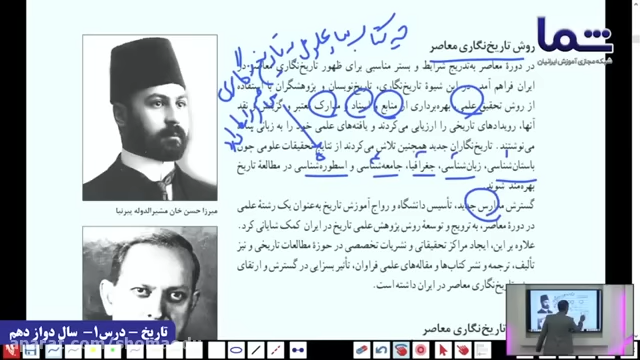 شما
شبکه مجازی آموزش ایرانیان
روش تاریخ‌نگاری معاصر
در دورهٔ معاصر به‌تدریج شرایط و بستر مناسبی برای ظهور تاریخ‌نگاری معاصر در
ایران فراهم آمد. در این شیوهٔ تاریخ‌نگاری، تاریخ‌نویسان و پژوهشگران با استفاده
از روش تحقیق علمی، بهره‌برداری از منابع و اسناد و مدارک معتبر و گزینش و نقد
آنها، رویدادهای تاریخی را ارزیابی می‌کردند و یافته‌های علمی خود را به زبانی
می‌نوشتند. تاریخ‌نگاران جدید همچنین تلاش می‌کردند از نتایج تحقیقات علومی چون
باستان‌شناسی، زبان‌شناسی، جغرافیا، جامعه‌شناسی و اسطوره‌شناسی در مطالعهٔ تاریخ
بهره‌مند شوند.
گسترش مدارس جدید، تأسیس دانشگاه و رواج آموزش تاریخ به‌عنوان یک رشتهٔ علمی
در دورهٔ معاصر، به ترویج و توسعهٔ روش پژوهش علمی تاریخ در ایران کمک شایانی کرد.
علاوه بر این، ایجاد مراکز تحقیقاتی و نشریات تخصصی در حوزهٔ مطالعات تاریخی و نیز
تألیف، ترجمه و نشر کتاب‌ها و مقاله‌های علمی فراوان، تأثیر بسزایی در گسترش و ارتقای
تاریخ‌نگاری معاصر در ایران داشته است.
تاریخ‌نگاری معاصر
میرزا حسن خان مشیرالدوله پیرنیا
تاریخ - درس۱- سال دوازدهم